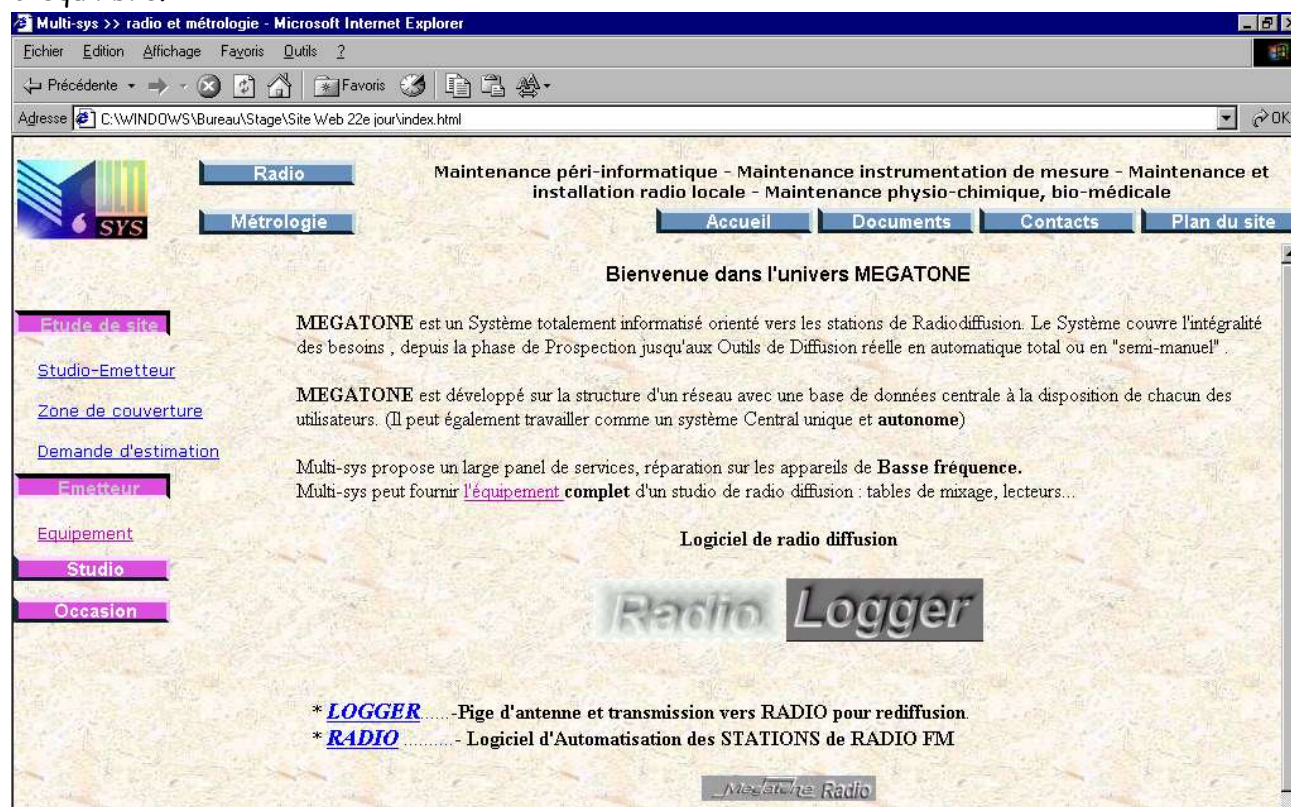 Multi-sys >> radio et métrologie - Microsoft Internet Explorer
Fichier Edition Affichage Favoris Outils ?
Précédente Favoris
Adresse C:\WINDOWS\Bureau\Stage\Site Web 22e jour\index.html OK
MULTI SYS
Radio
Métrologie
Maintenance péri-informatique - Maintenance instrumentation de mesure - Maintenance et
installation radio locale - Maintenance physio-chimique, bio-médicale
Accueil Documents Contacts Plan du site
Bienvenue dans l'univers MEGATONE
Etude de site
Studio-Emetteur
Zone de couverture
Demande d'estimation
Emetteur
Equipement
Studio
Occasion
MEGATONE est un Système totalement informatisé orienté vers les stations de Radiodiffusion. Le Système couvre l'intégralité
des besoins , depuis la phase de Prospection jusqu'aux Outils de Diffusion réelle en automatique total ou en "semi-manuel" .
MEGATONE est développé sur la structure d'un réseau avec une base de données centrale à la disposition de chacun des
utilisateurs. (Il peut également travailler comme un système Central unique et autonome)
Multi-sys propose un large panel de services, réparation sur les appareils de Basse fréquence.
Multi-sys peut fournir l'équipement complet d'un studio de radio diffusion : tables de mixage, lecteurs...
Logiciel de radio diffusion
Radio Logger
* LOGGER......-Pige d'antenne et transmission vers RADIO pour rediffusion.
* RADIO ..........- Logiciel d'Automatisation des STATIONS de RADIO FM
Megatone Radio